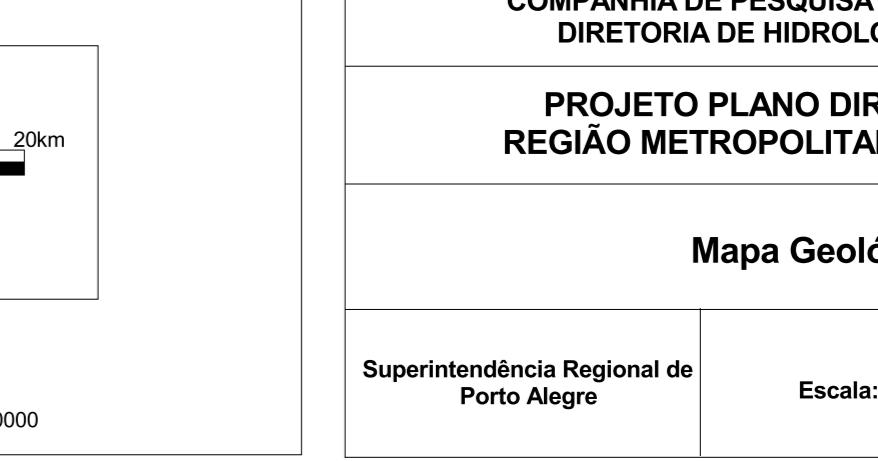 20km
0000
COMPANHIA DE PESQUISA
DIRETORIA DE HIDROLO
PROJETO PLANO DIR
REGIÃO METROPOLITA
Mapa Geoló
Superintendência Regional de
Porto Alegre
Escala: